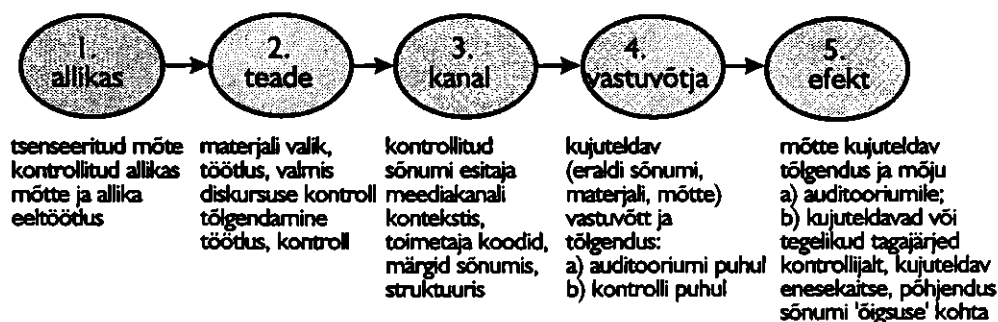 1.
allikas
2.
teade
3.
kanal
4.
vastuvõtja
5.
efekt
tsenseeritud mõte
kontrollitud allikas
mõtte ja allika
eeltöötlus
materjali valik,
töötlus, valmis
diskursuse kontroll
tõlgendamine
töötlus, kontroll
kontrollitud
sõnumi esitaja
meediakanali
kontekstis,
toimetaja koodid,
märgid sõnumis,
struktuuris
kujuteldav
(eraldi sõnumi,
materjali, mõtte)
vastuvõtt ja
tõlgendus:
a) auditooriumi puhul
b) kontrolli puhul
mõtte kujuteldav
tõlgendus ja mõju
a) auditooriumile;
b) kujuteldavad või
tegelikud tagajärjed
kontrollijalt, kujuteldav
enesekaitse, põhjendus
sõnumi 'õigsuse' kohta